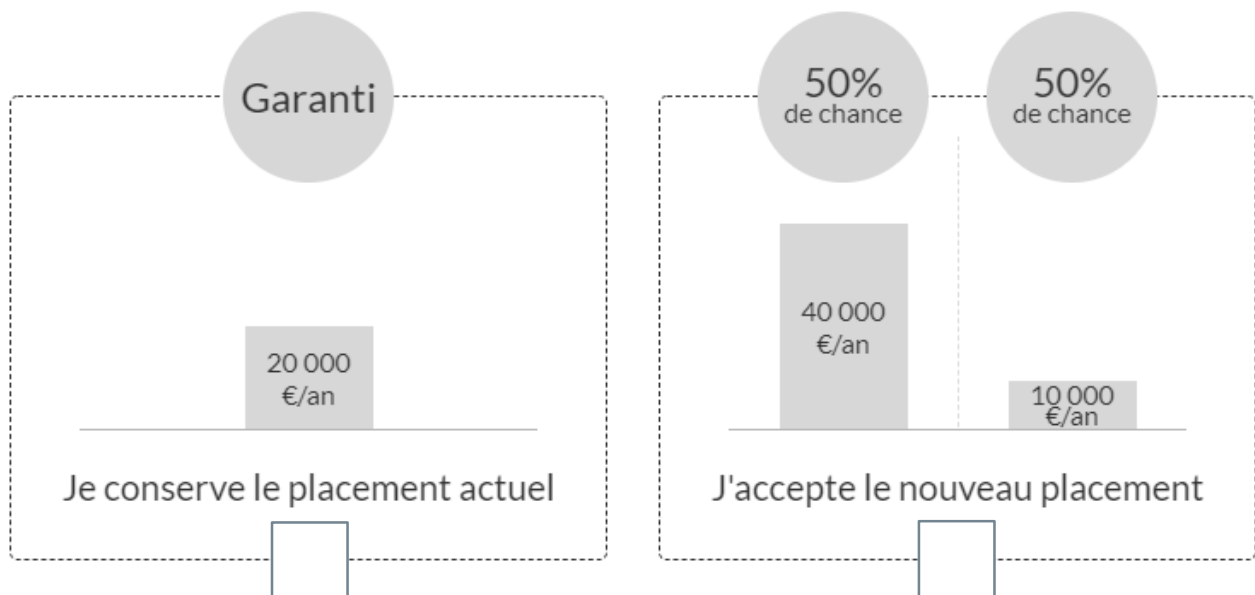 Garanti
20 000
€/an
Je conserve le placement actuel
50%
de chance
50%
de chance
40 000
€/an
10 000
€/an
J'accepte le nouveau placement